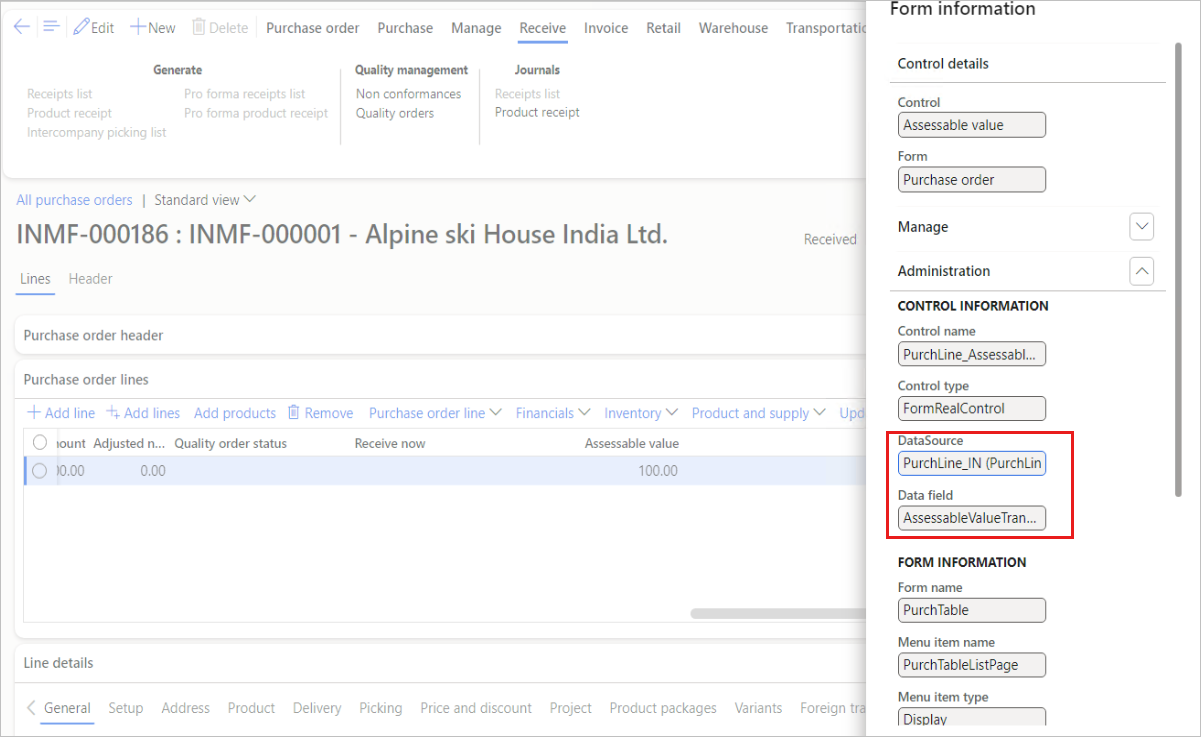 Edit New Delete Purchase order Purchase Manage Receive Invoice Retail Warehouse
Generate
Receipts list Pro forma receipts list
Product receipt Pro forma product receipt
Intercompany picking list
Quality management
Non conformances
Quality orders
Journals
Receipts list
Product receipt
All purchase orders | Standard view
INMF-000186 : INMF-000001 - Alpine ski House India Ltd.
Received
Lines Header
Purchase order header
Purchase order lines
Add line Add lines Add products Remove Purchase order line Financials Inventory Product and supply
Adjusted n... Quality order status Receive now Assessable value
0.00 100.00
Line details
General Setup Address Product Delivery Picking Price and discount Project Product packages Variants Foreign
Form information
Control details
Control
Assessable value
Form
Purchase order
Manage
Administration
CONTROL INFORMATION
Control name
PurchLine_Assessabl...
Control type
FormRealControl
DataSource
PurchLine_IN (PurchLin
Data field
AssessableValueTran...
FORM INFORMATION
Form name
PurchTable
Menu item name
PurchTableListPage
Menu item type
Display